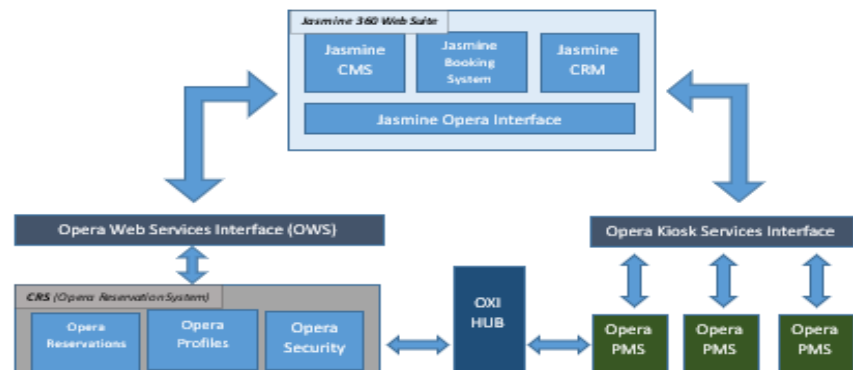 Jasmine 360 Web Suite
Jasmine
CMS
Jasmine
Booking
System
Jasmine
CRM
Jasmine Opera Interface
Opera Web Services Interface (OWS)
Opera Kiosk Services Interface
CRS (Opera Reservation System)
Opera
Reservations
Opera
Profiles
Opera
Security
OXI
HUB
Opera
PMS
Opera
PMS
Opera
PMS